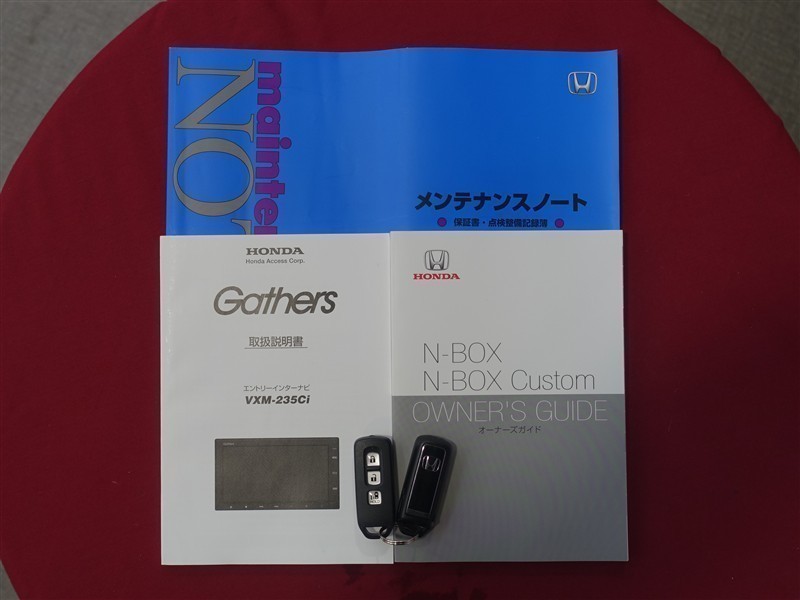 mainte
NO
メンテナンスノート
● 保証書・点検整備記録簿 ●
HONDA
Honda Access Corp.
Gathers
取扱説明書
エントリーインターナビ
VXM-235Ci
HONDA
N-BOX
N-BOX Custom
OWNER'S GUIDE
オーナーズガイド